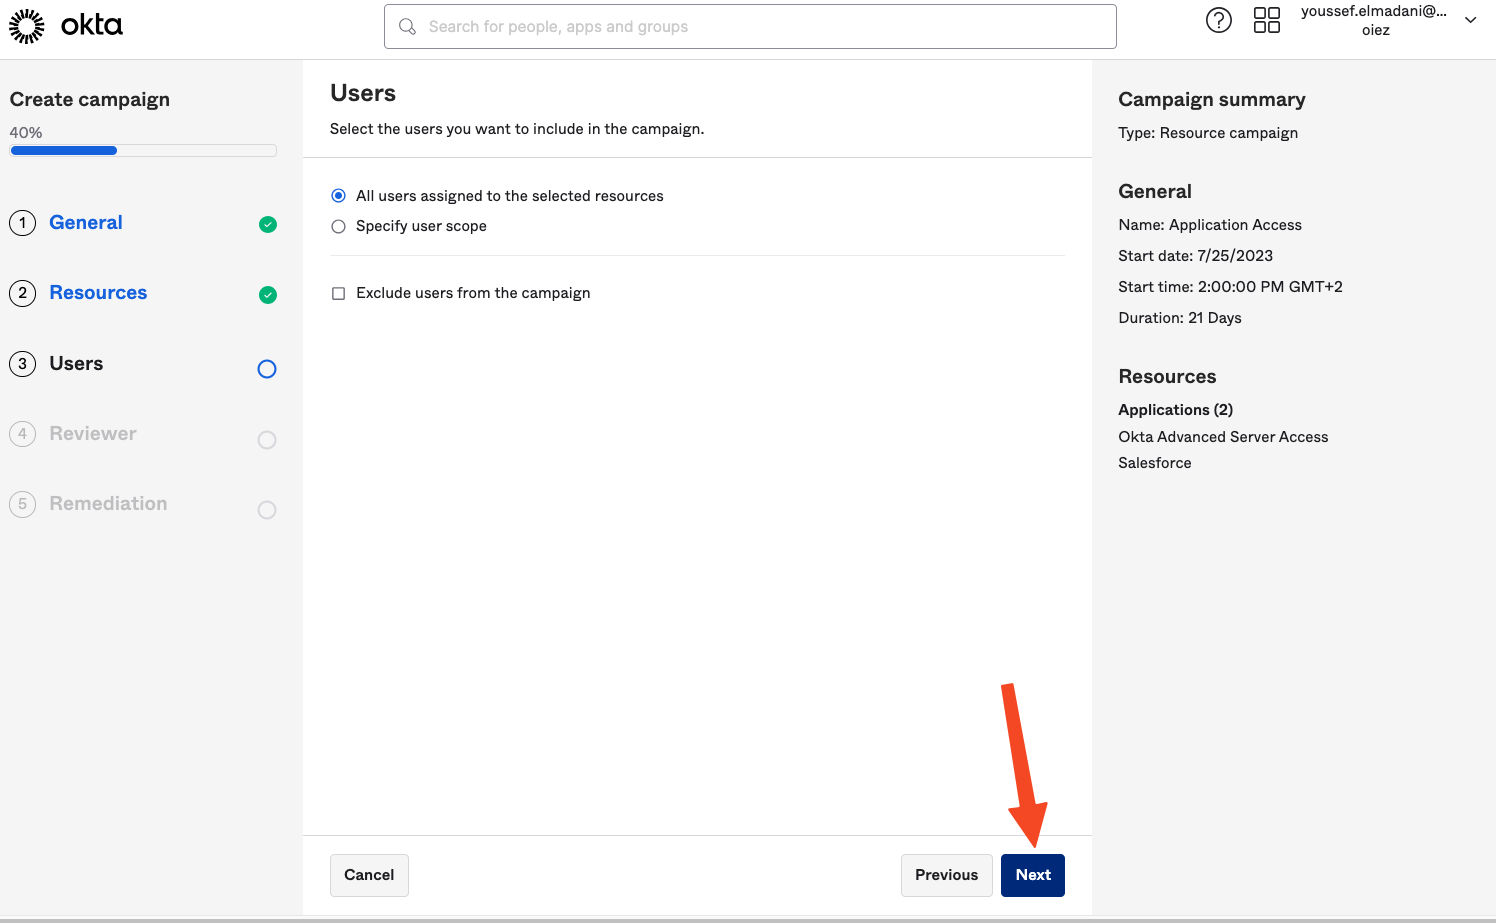 okta
Search for people, apps and groups
?
youssef.elmadani@...
oiez
Create campaign
40%
1 General
2 Resources
3 Users
4 Reviewer
5 Remediation
Users
Select the users you want to include in the campaign.
All users assigned to the selected resources
Specify user scope
Exclude users from the campaign
Cancel
Previous
Next
Campaign summary
Type: Resource campaign
General
Name: Application Access
Start date: 7/25/2023
Start time: 2:00:00 PM GMT+2
Duration: 21 Days
Resources
Applications (2)
Okta Advanced Server Access
Salesforce